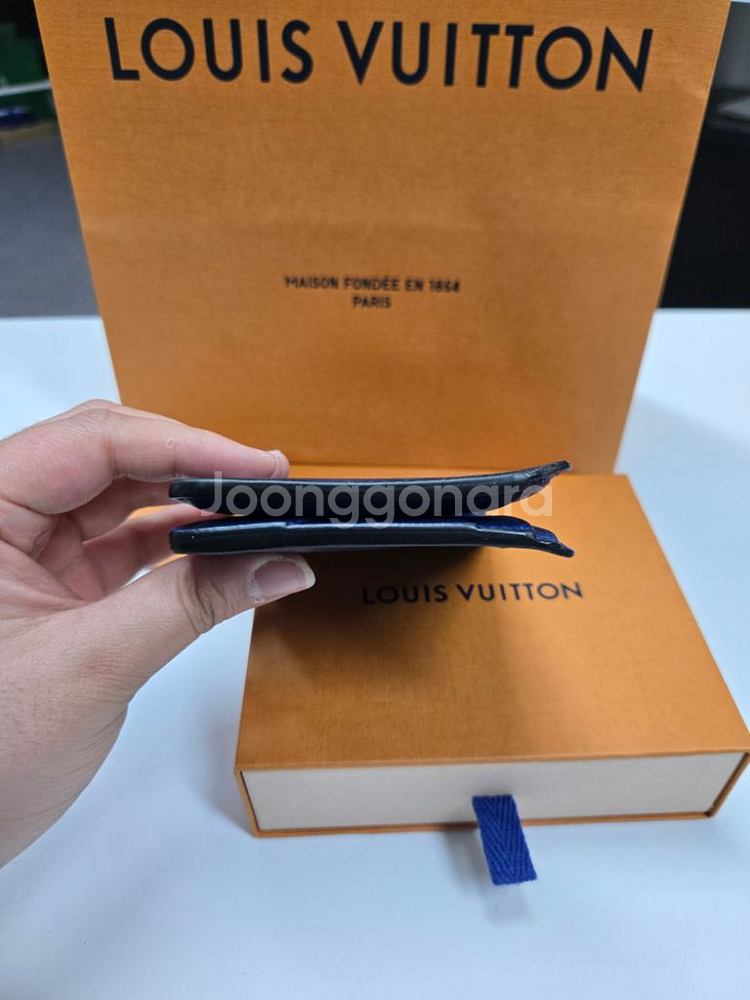 LOUIS VUITTON
MAISON FONDÉE EN 1854
PARIS
Joonggonara
LOUIS VUITTON